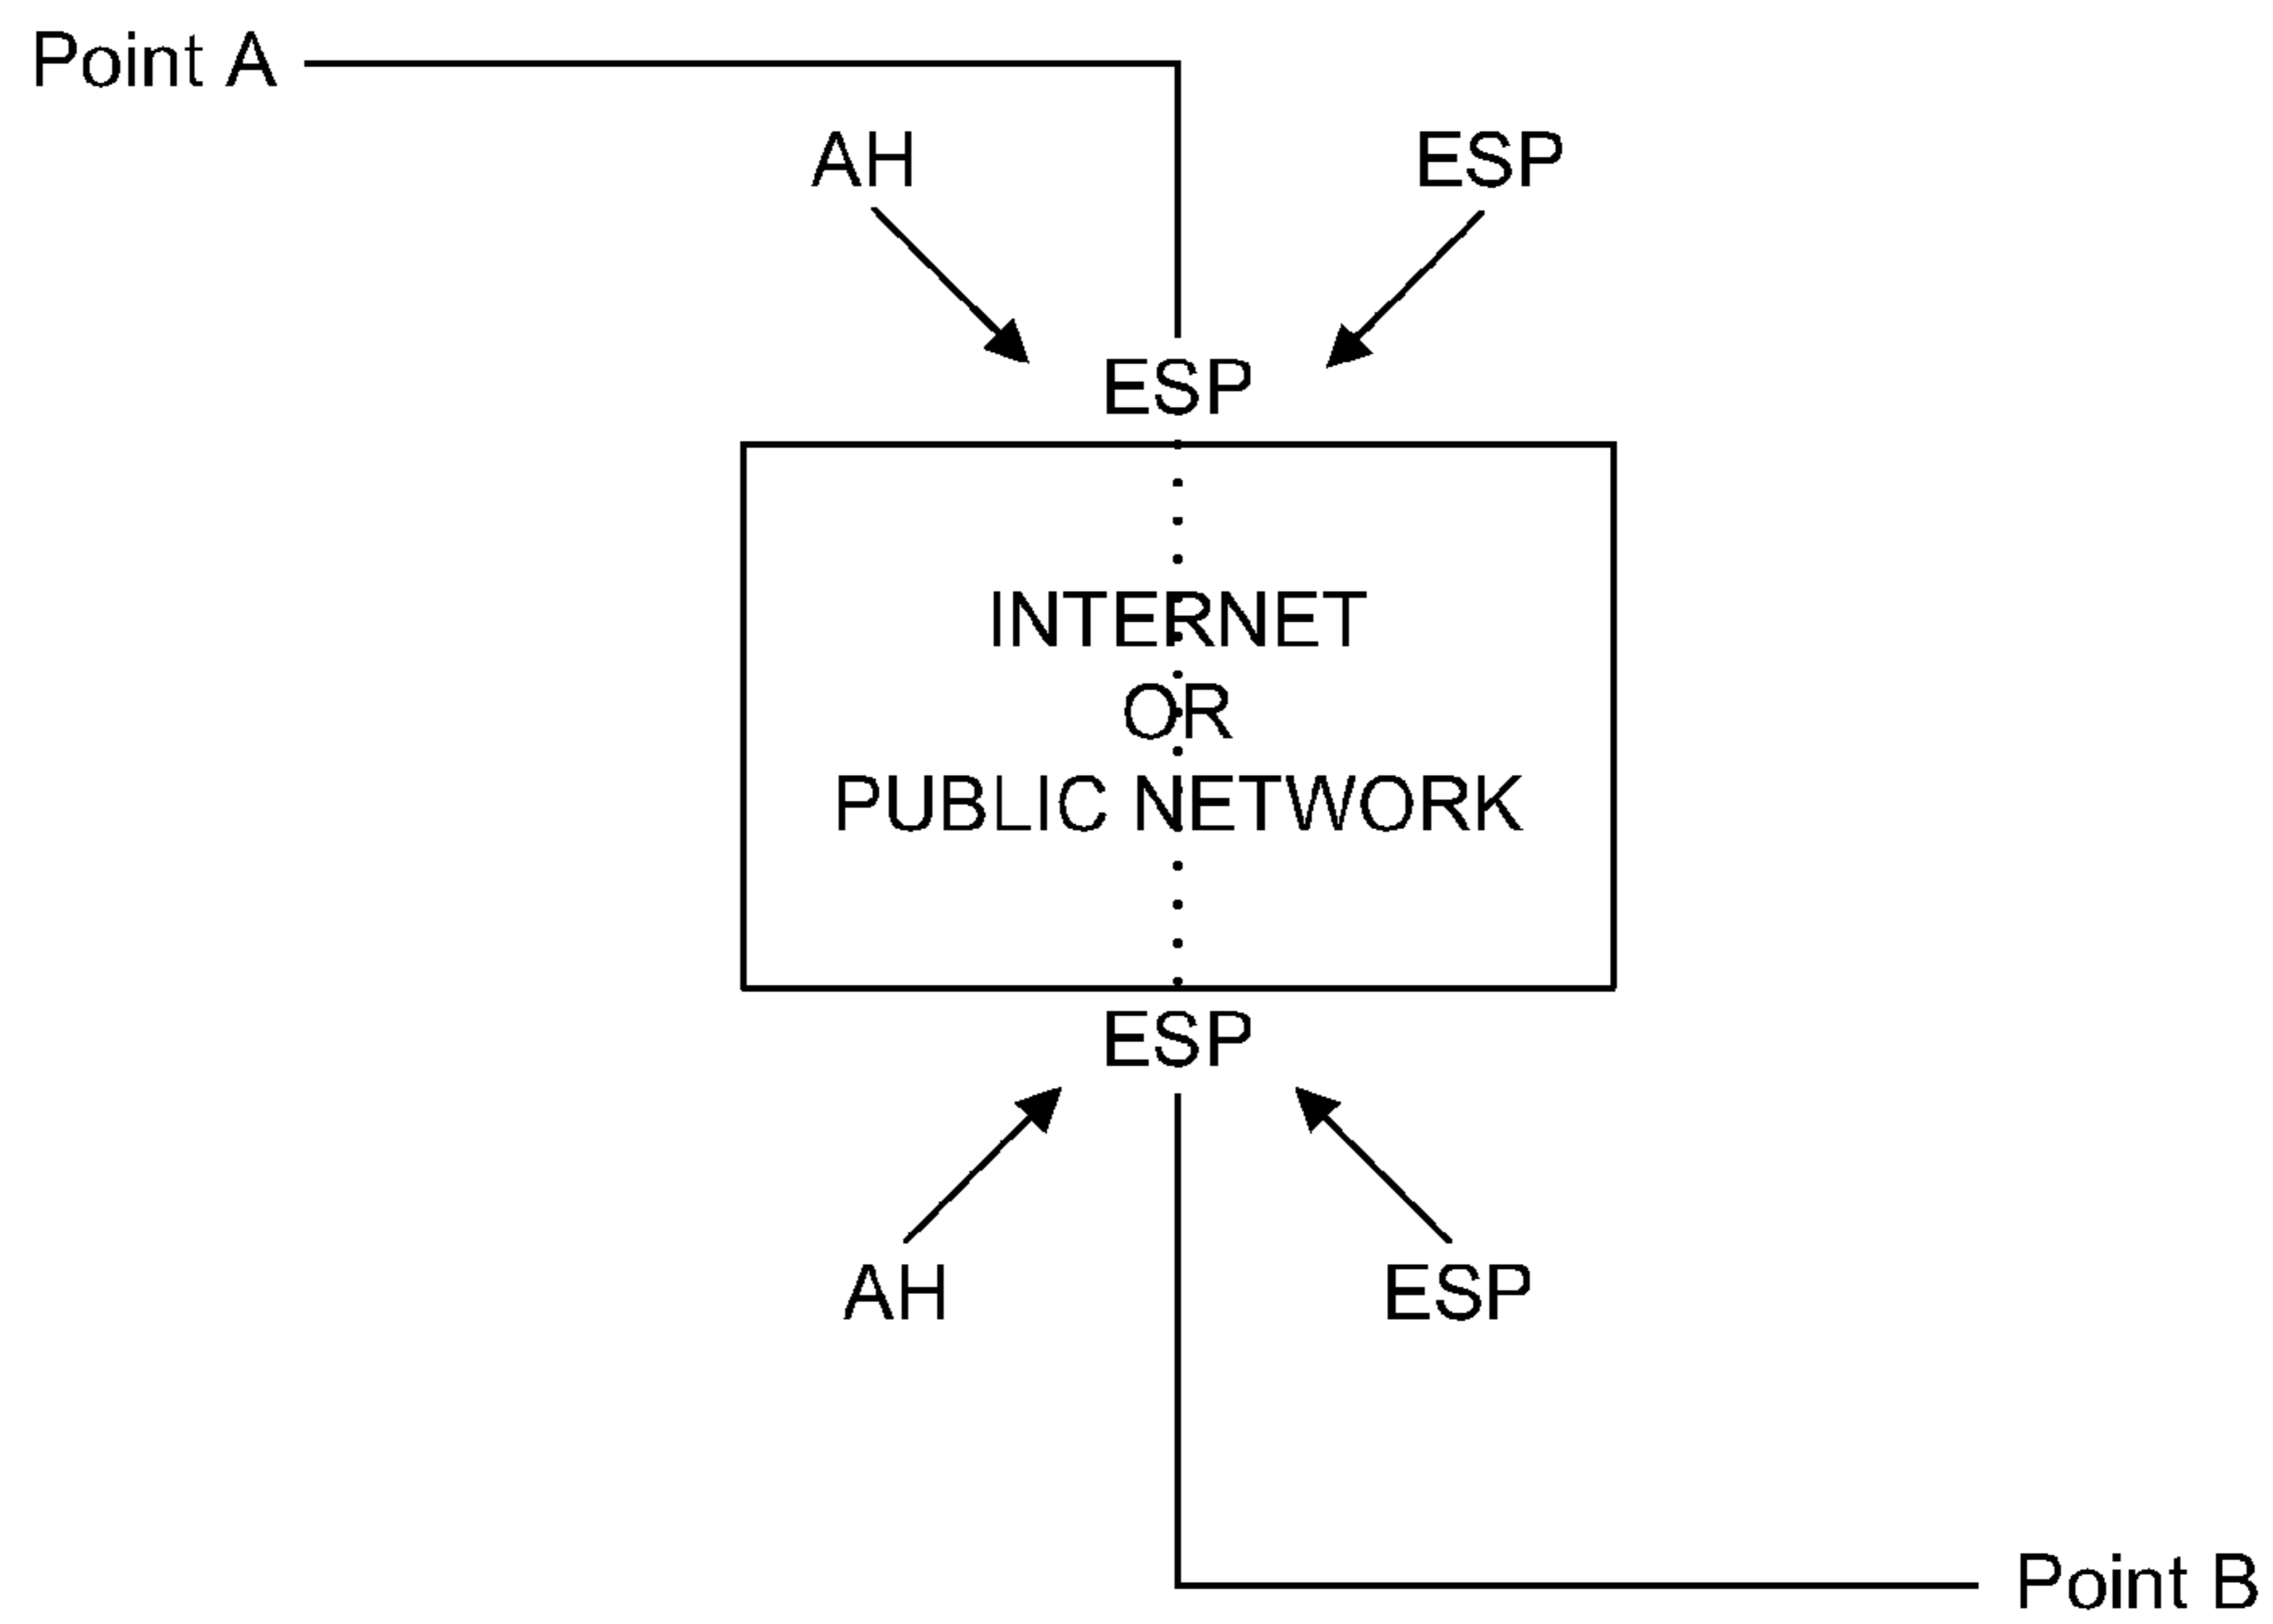 Point A
AH
ESP
ESP
INTERNET
OR
PUBLIC NETWORK
ESP
AH
ESP
Point B